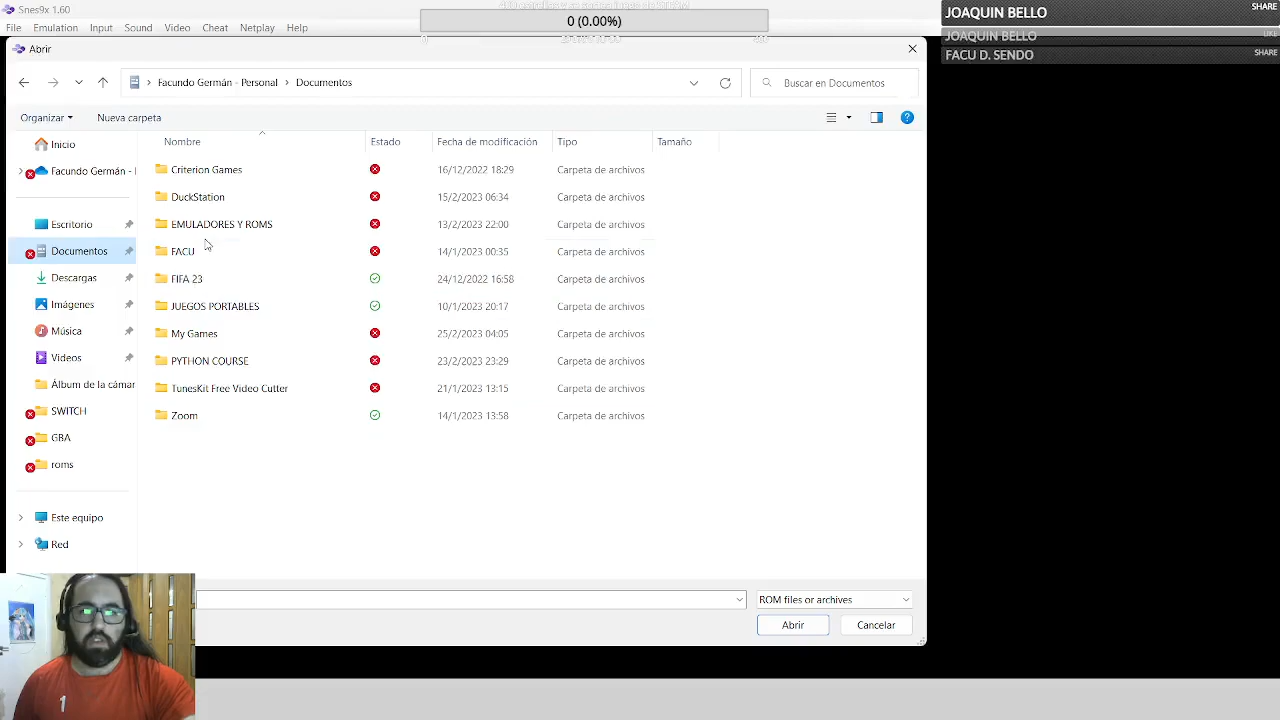 Snes9x 1.60
File Emulation Input Sound Video Cheat Netplay Help
0 (0.00%)
JOAQUIN BELLO SHARE
JOAQUIN BELLO LIKE
FACU D. SENDO SHARE
Abrir
Facundo Germán - Personal > Documentos
Buscar en Documentos
Organizar Nueva carpeta
Nombre Estado Fecha de modificación Tipo Tamaño
Inicio
Facundo Germán - I
Escritorio
Documentos
Descargas
Imágenes
Música
Videos
Álbum de la cámar
SWITCH
GBA
roms
Este equipo
Red
Criterion Games 16/12/2022 18:29 Carpeta de archivos
DuckStation 15/2/2023 06:34 Carpeta de archivos
EMULADORES Y ROMS 13/2/2023 22:00 Carpeta de archivos
FACU 14/1/2023 00:35 Carpeta de archivos
FIFA 23 24/12/2022 16:58 Carpeta de archivos
JUEGOS PORTABLES 10/1/2023 20:17 Carpeta de archivos
My Games 25/2/2023 04:05 Carpeta de archivos
PYTHON COURSE 23/2/2023 23:29 Carpeta de archivos
TunesKit Free Video Cutter 21/1/2023 13:15 Carpeta de archivos
Zoom 14/1/2023 13:58 Carpeta de archivos
ROM files or archives
Abrir Cancelar